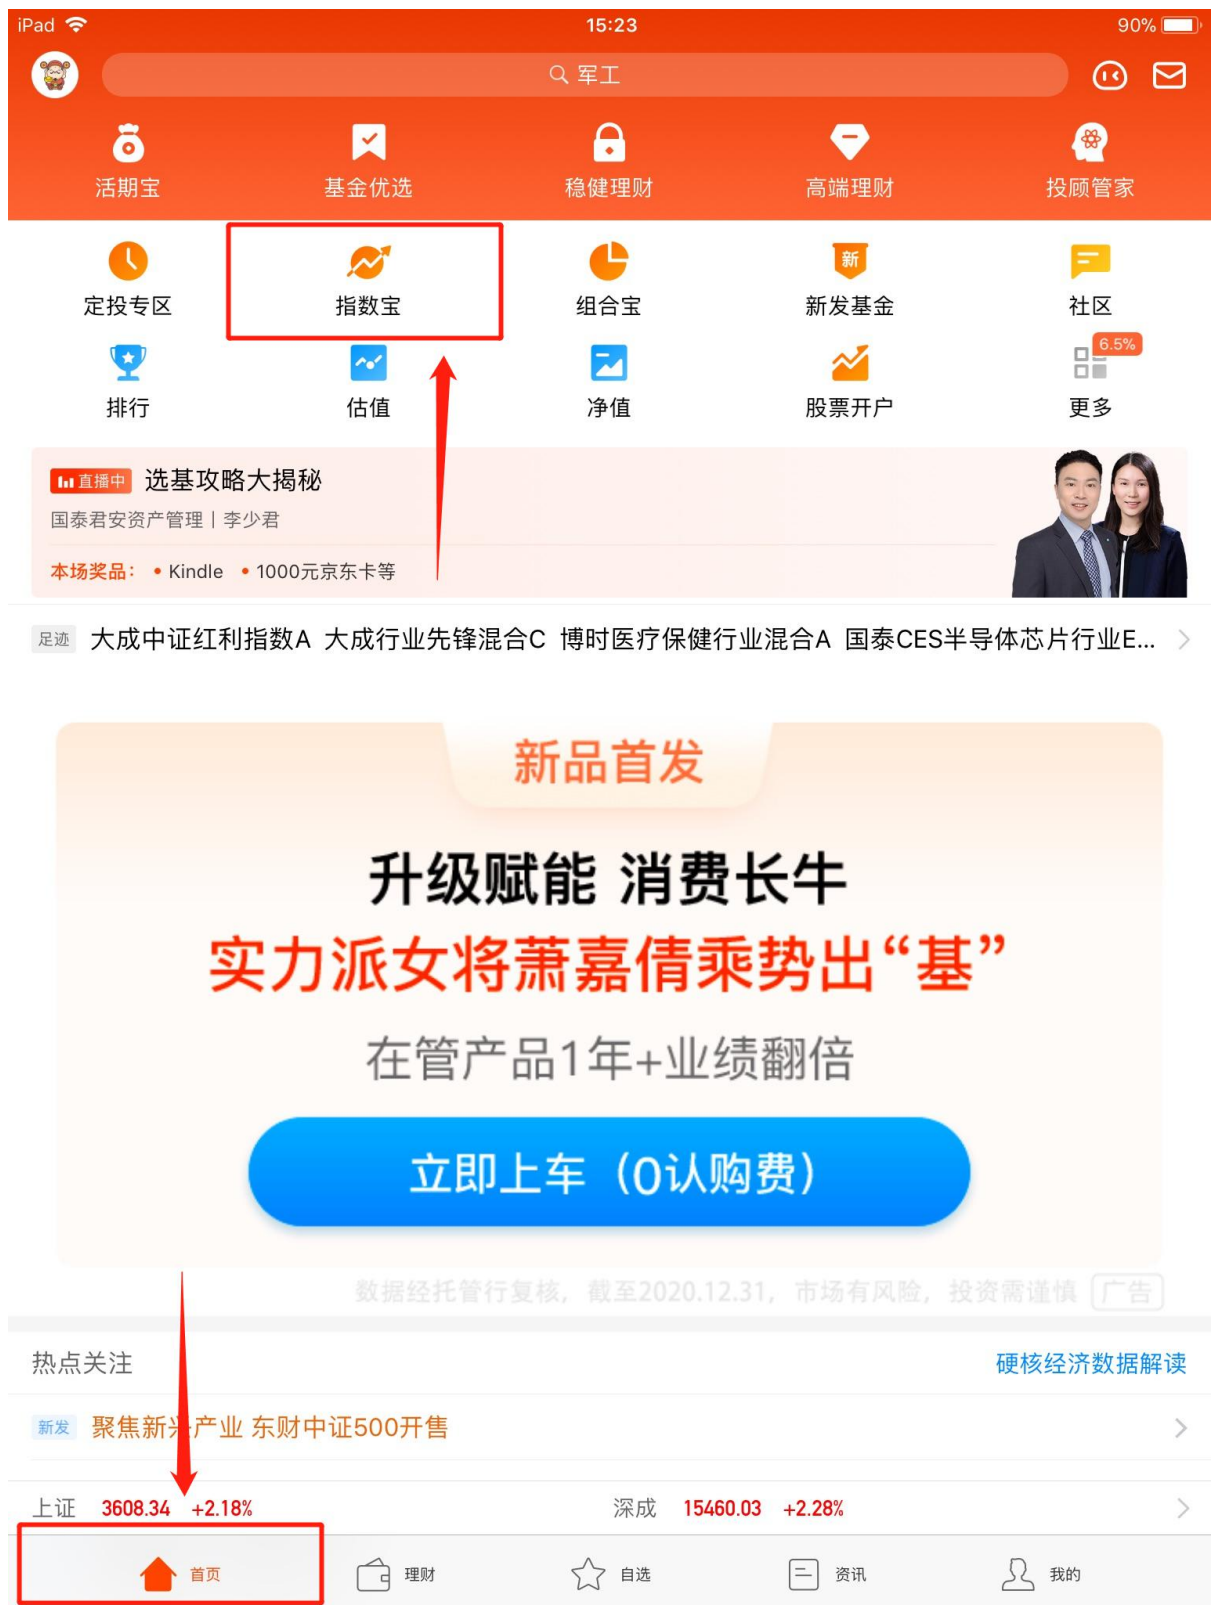 iPad 15:23 90%
军工
活期宝 基金优选 稳健理财 高端理财 投顾管家
新
定投专区 指数宝 组合宝 新发基金 社区
6.5%
排行 估值 净值 股票开户 更多
直播中 选基攻略大揭秘
国泰君安资产管理丨李少君
本场奖品： • Kindle • 1000元京东卡等
足迹 大成中证红利指数A 大成行业先锋混合C 博时医疗保健行业混合A 国泰CES半导体芯片行业E...
新品首发
升级赋能 消费长牛
实力派女将萧嘉倩乘势出“基”
在管产品1年+业绩翻倍
立即上车（0认购费）
数据经托管行复核，截至2020.12.31，市场有风险，投资需谨慎 广告
热点关注 硬核经济数据解读
新发 聚焦新兴产业 东财中证500开售
上证 3608.34 +2.18% 深成 15460.03 +2.28%
首页 理财 自选 资讯 我的